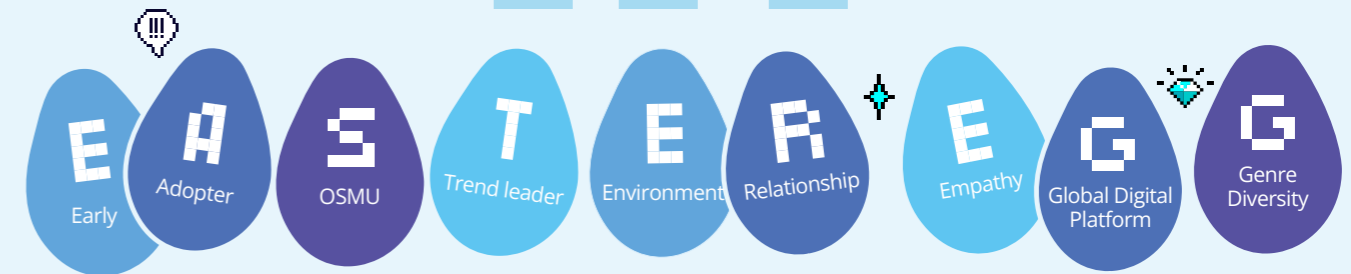 !!!
E
Early
A
Adopter
S
OSMU
T
Trend leader
E
Environment
R
Relationship
E
Empathy
G
Global Digital
Platform
G
Genre
Diversity